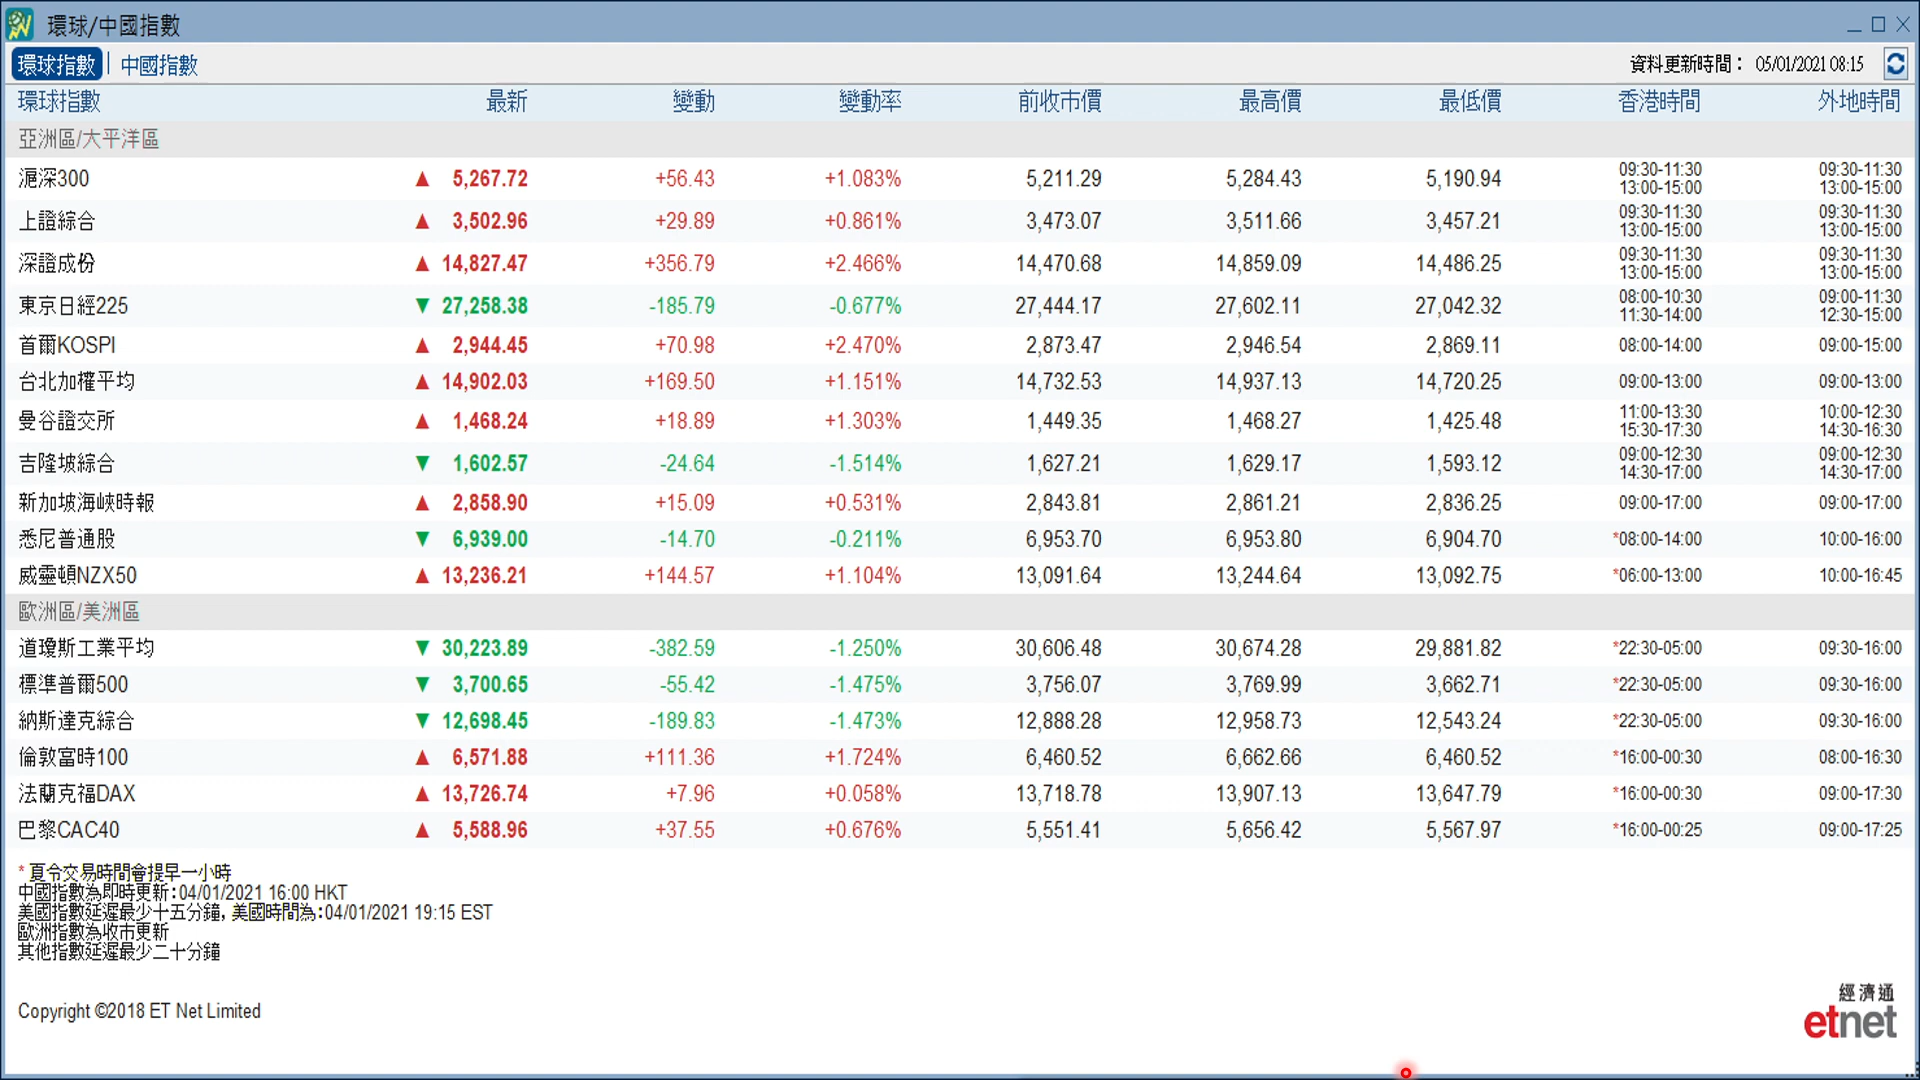 環球/中國指數
環球指數 | 中國指數 資料更新時間： 05/01/2021 08:15
環球指數 最新 變動 變動率 前收市價 最高價 最低價 香港時間 外地時間
亞洲區/大平洋區
滬深300 ▲ 5,267.72 +56.43 +1.083% 5,211.29 5,284.43 5,190.94 09:30-11:30 09:30-11:30
13:00-15:00 13:00-15:00
上證綜合 ▲ 3,502.96 +29.89 +0.861% 3,473.07 3,511.66 3,457.21 09:30-11:30 09:30-11:30
13:00-15:00 13:00-15:00
深證成份 ▲ 14,827.47 +356.79 +2.466% 14,470.68 14,859.09 14,486.25 09:30-11:30 09:30-11:30
13:00-15:00 13:00-15:00
東京日經225 ▼ 27,258.38 -185.79 -0.677% 27,444.17 27,602.11 27,042.32 08:00-10:30 09:00-11:30
11:30-14:00 12:30-15:00
首爾KOSPI ▲ 2,944.45 +70.98 +2.470% 2,873.47 2,946.54 2,869.11 08:00-14:00 09:00-15:00
台北加權平均 ▲ 14,902.03 +169.50 +1.151% 14,732.53 14,937.13 14,720.25 09:00-13:00 09:00-13:00
曼谷證交所 ▲ 1,468.24 +18.89 +1.303% 1,449.35 1,468.27 1,425.48 11:00-13:30 10:00-12:30
15:30-17:30 14:30-16:30
吉隆坡綜合 ▼ 1,602.57 -24.64 -1.514% 1,627.21 1,629.17 1,593.12 09:00-12:30 09:00-12:30
14:30-17:00 14:30-17:00
新加坡海峽時報 ▲ 2,858.90 +15.09 +0.531% 2,843.81 2,861.21 2,836.25 09:00-17:00 09:00-17:00
悉尼普通股 ▼ 6,939.00 -14.70 -0.211% 6,953.70 6,953.80 6,904.70 *08:00-14:00 10:00-16:00
威靈頓NZX50 ▲ 13,236.21 +144.57 +1.104% 13,091.64 13,244.64 13,092.75 *06:00-13:00 10:00-16:45
歐洲區/美洲區
道瓊斯工業平均 ▼ 30,223.89 -382.59 -1.250% 30,606.48 30,674.28 29,881.82 *22:30-05:00 09:30-16:00
標準普爾500 ▼ 3,700.65 -55.42 -1.475% 3,756.07 3,769.99 3,662.71 *22:30-05:00 09:30-16:00
納斯達克綜合 ▼ 12,698.45 -189.83 -1.473% 12,888.28 12,958.73 12,543.24 *22:30-05:00 09:30-16:00
倫敦富時100 ▲ 6,571.88 +111.36 +1.724% 6,460.52 6,662.66 6,460.52 *16:00-00:30 08:00-16:30
法蘭克福DAX ▲ 13,726.74 +7.96 +0.058% 13,718.78 13,907.13 13,647.79 *16:00-00:30 09:00-17:30
巴黎CAC40 ▲ 5,588.96 +37.55 +0.676% 5,551.41 5,656.42 5,567.97 *16:00-00:25 09:00-17:25
* 夏令交易時間會提早一小時
中國指數為即時更新：04/01/2021 16:00 HKT
美國指數延遲最少十五分鐘, 美國時間為：04/01/2021 19:15 EST
歐洲指數為收市更新
其他指數延遲最少二十分鐘
Copyright ©2018 ET Net Limited
經濟通
etnet